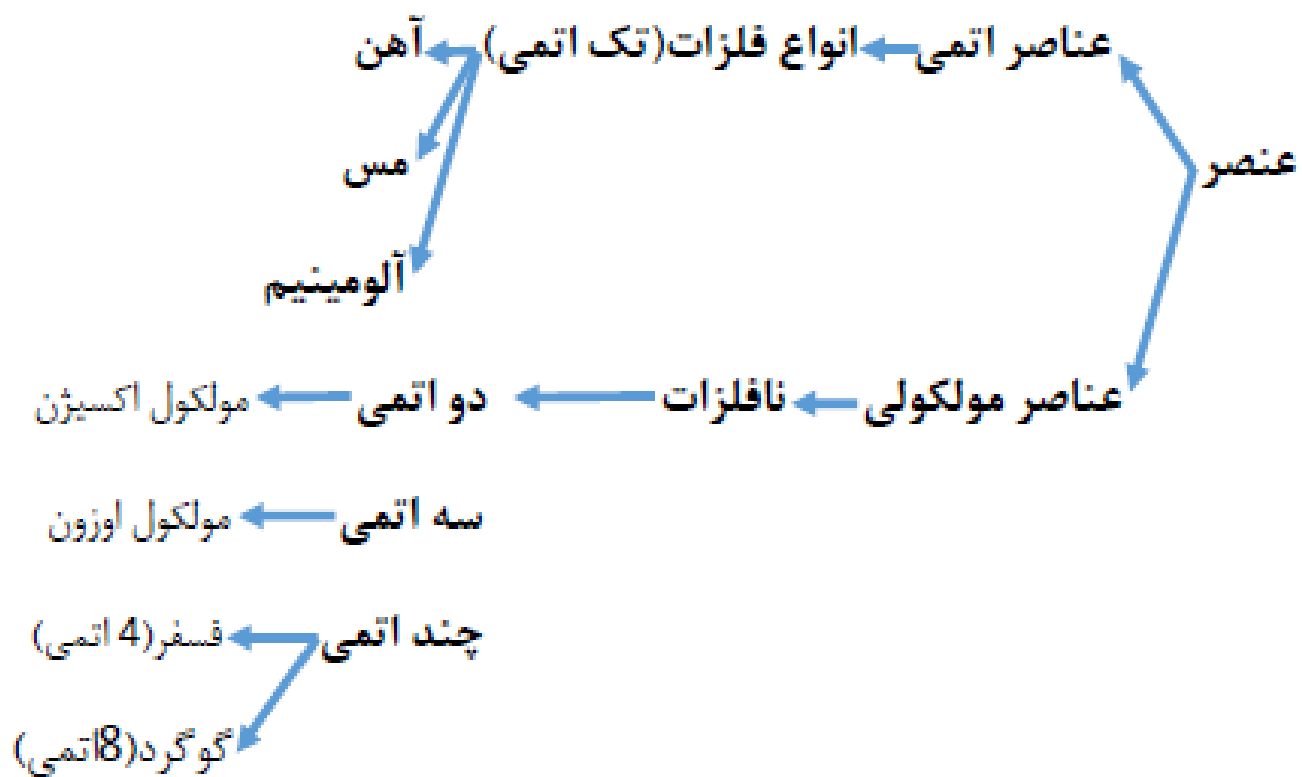 عناصر اتمی انواع فلزات(تک اتمی) آهن
مس
عنصر
آلومینیم
عناصر مولکولی نافلزات دو اتمی مولکول اکسیژن
سه اتمی مولکول اوزون
چند اتمی فسفر(4 اتمی)
گوگرد(8اتمی)